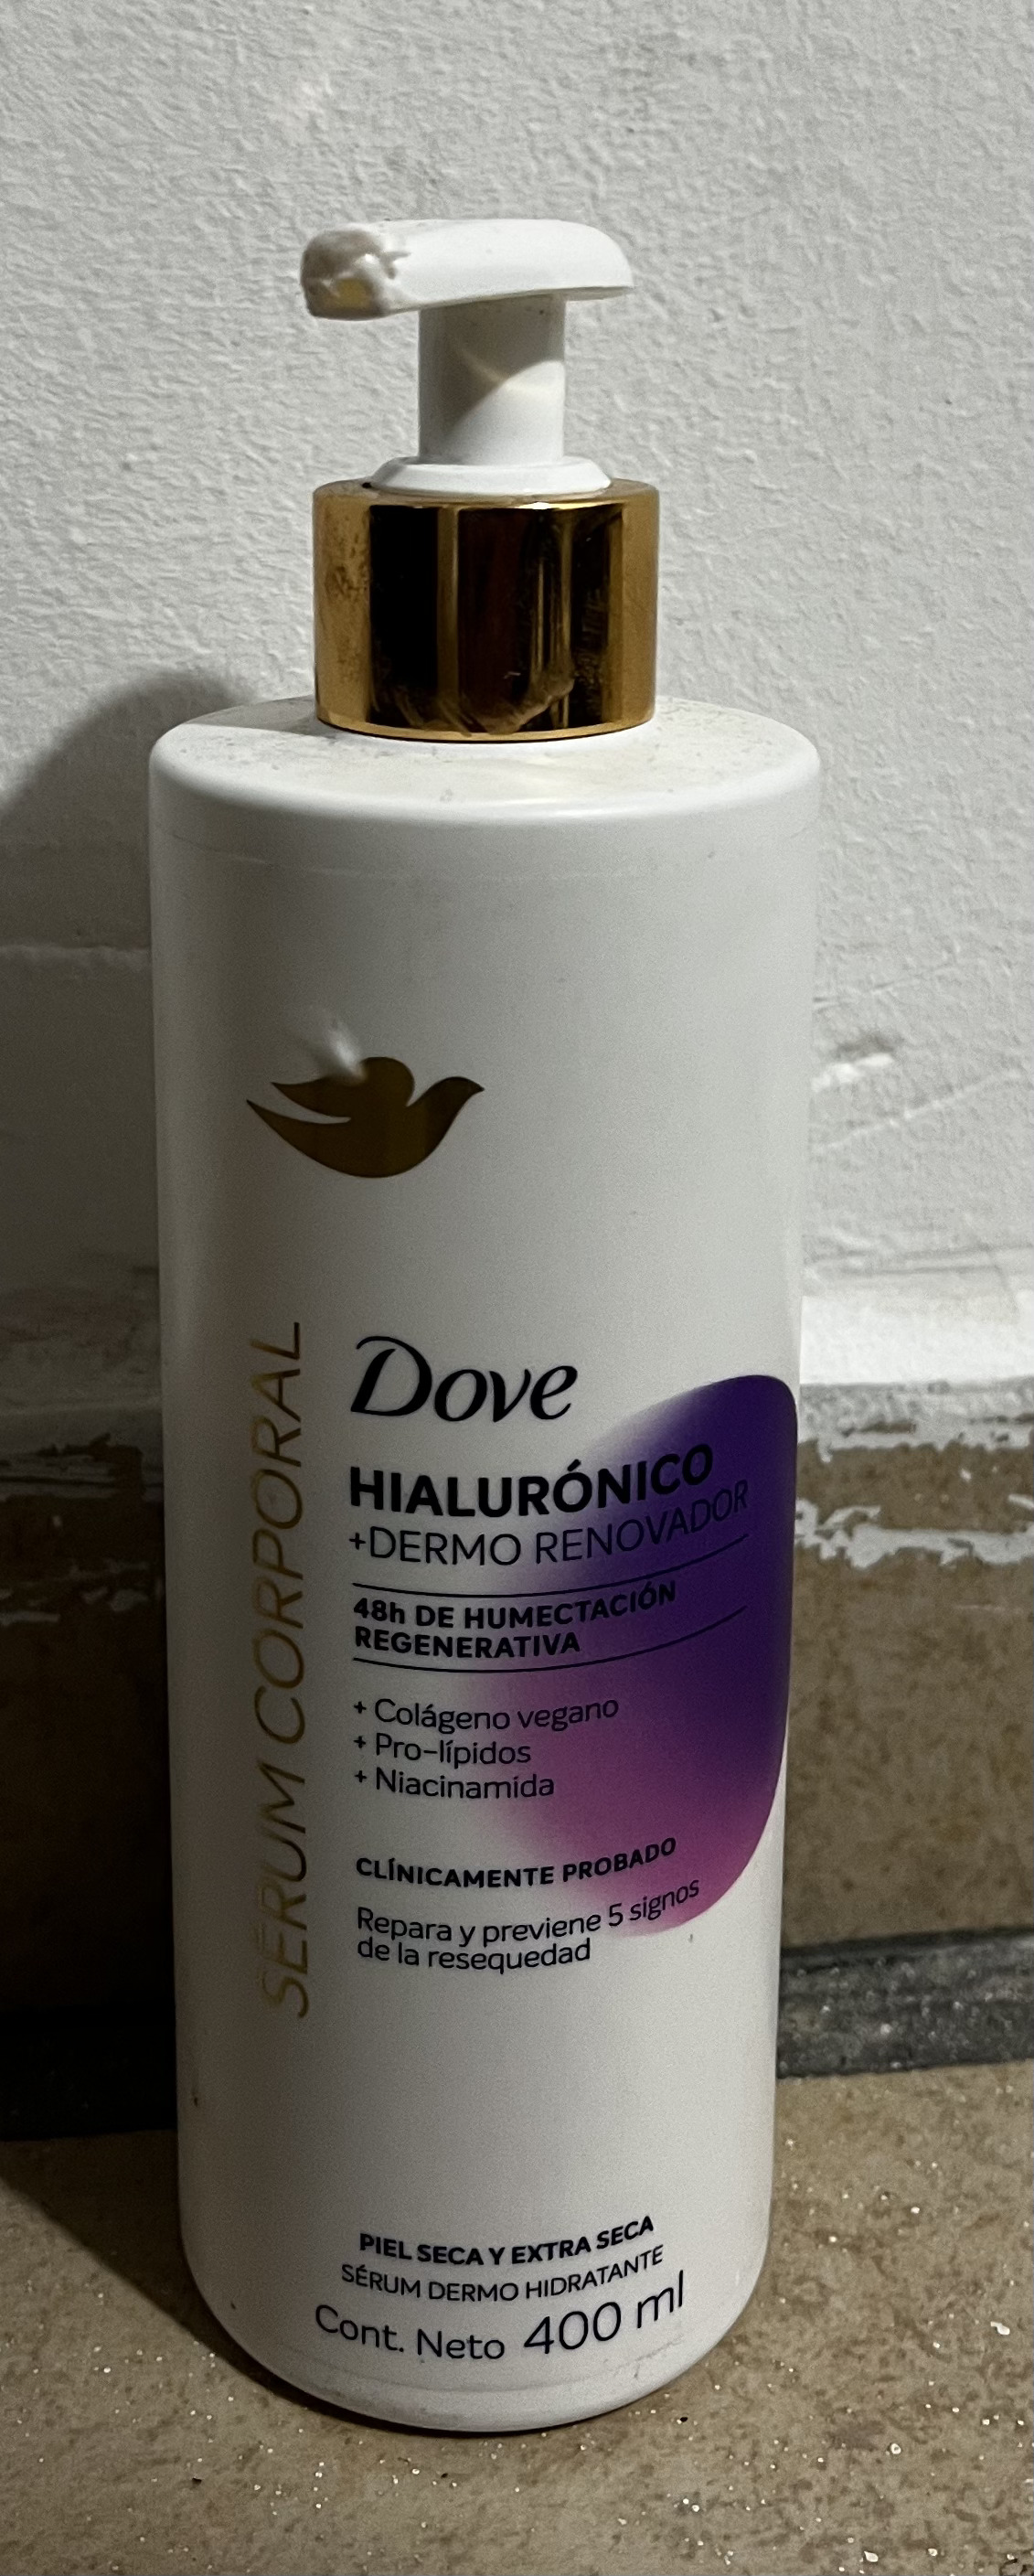 SÉRUM CORPORAL
Dove
HIALURÓNICO
+DERMO RENOVADOR
48h DE HUMECTACIÓN
REGENERATIVA
+ Colágeno vegano
+ Pro-lípidos
+ Niacinamida
CLÍNICAMENTE PROBADO
Repara y previene 5 signos
de la resequedad
PIEL SECA Y EXTRA SECA
SÉRUM DERMO HIDRATANTE
Cont. Neto 400 ml